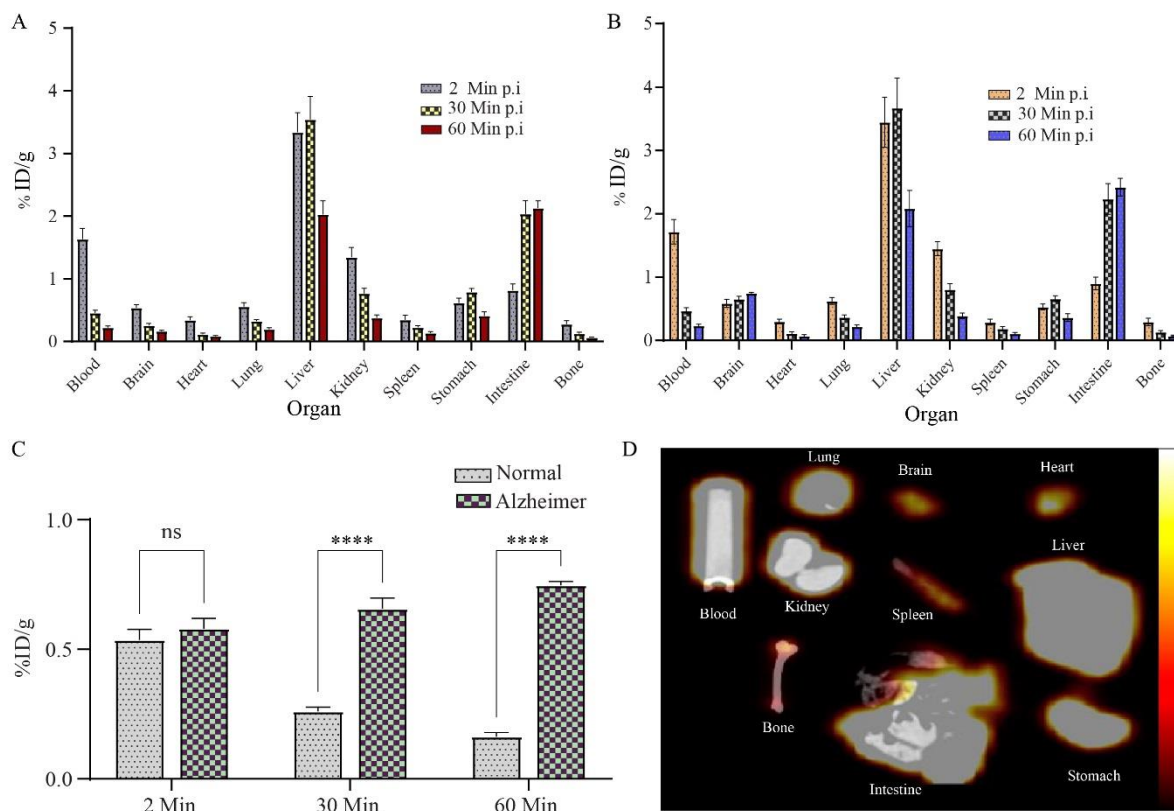 A
5
4
3
2
1
0
% ID/g
2 Min p.i
30 Min p.i
60 Min p.i
Blood
Brain
Heart
Lung
Liver
Kidney
Spleen
Stomach
Intestine
Bone
Organ
B
5
4
3
2
1
0
% ID/g
2 Min p.i
30 Min p.i
60 Min p.i
Blood
Brain
Heart
Lung
Liver
Kidney
Spleen
Stomach
Intestine
Bone
Organ
C
Normal
Alzheimer
1.0
0.5
0.0
%ID/g
ns
****
****
2 Min
30 Min
60 Min
D
Lung
Brain
Heart
Liver
Blood
Kidney
Spleen
Bone
Intestine
Stomach